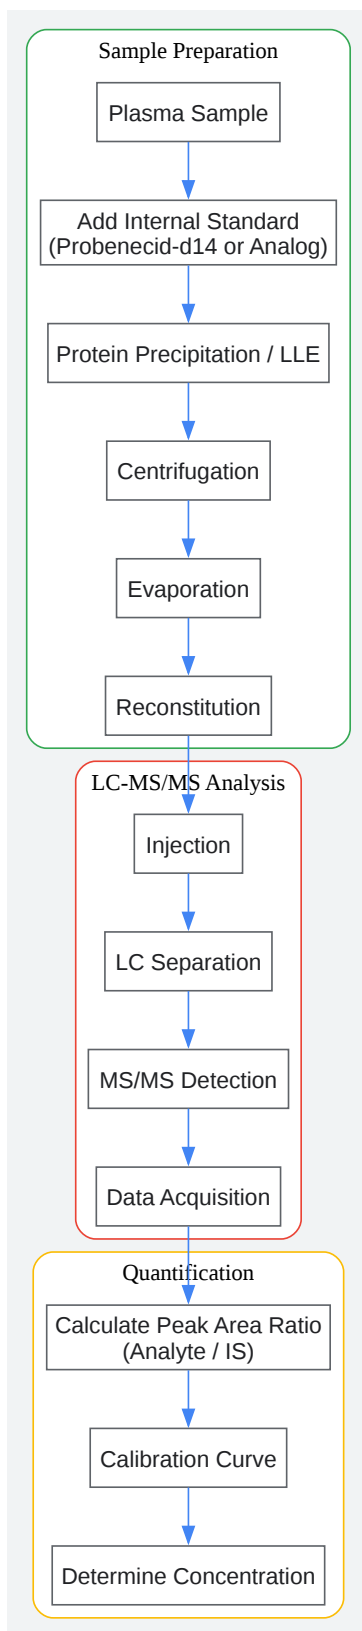 Sample Preparation
Plasma Sample
Add Internal Standard
(Probenecid-d14 or Analog)
Protein Precipitation / LLE
Centrifugation
Evaporation
Reconstitution
LC-MS/MS Analysis
Injection
LC Separation
MS/MS Detection
Data Acquisition
Quantification
Calculate Peak Area Ratio
(Analyte / IS)
Calibration Curve
Determine Concentration